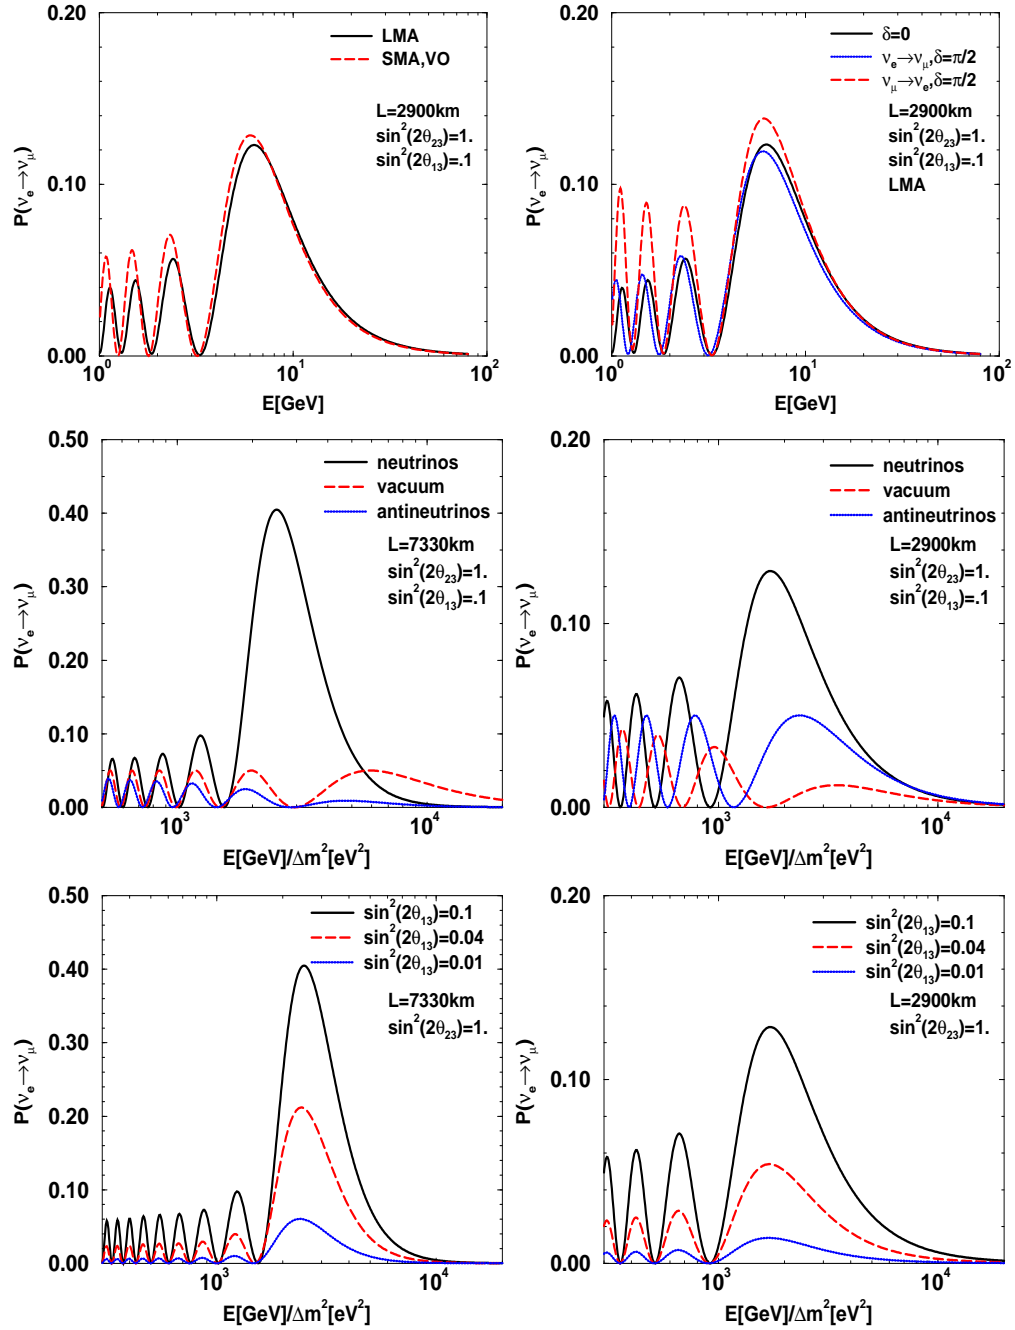 0.20
0.10
0.00
P(νₑ→ν_μ)
LMA
SMA,VO
L=2900km
sin²(2θ₂₃)=1.
sin²(2θ₁₃)=.1
10⁰ 10¹ 10²
E[GeV]
0.20
0.10
0.00
P(νₑ→ν_μ)
δ=0
νₑ→ν_μ,δ=π/2
ν_μ→νₑ,δ=π/2
L=2900km
sin²(2θ₂₃)=1.
sin²(2θ₁₃)=.1
LMA
10⁰ 10¹ 10²
E[GeV]
0.50
0.40
0.30
0.20
0.10
0.00
P(νₑ→ν_μ)
neutrinos
vacuum
antineutrinos
L=7330km
sin²(2θ₂₃)=1.
sin²(2θ₁₃)=.1
10³ 10⁴
E[GeV]/Δm²[eV²]
0.20
0.10
0.00
P(νₑ→ν_μ)
neutrinos
vacuum
antineutrinos
L=2900km
sin²(2θ₂₃)=1.
sin²(2θ₁₃)=.1
10³ 10⁴
E[GeV]/Δm²[eV²]
0.50
0.40
0.30
0.20
0.10
0.00
P(νₑ→ν_μ)
sin²(2θ₁₃)=0.1
sin²(2θ₁₃)=0.04
sin²(2θ₁₃)=0.01
L=7330km
sin²(2θ₂₃)=1.
10³ 10⁴
E[GeV]/Δm²[eV²]
0.20
0.10
0.00
P(νₑ→ν_μ)
sin²(2θ₁₃)=0.1
sin²(2θ₁₃)=0.04
sin²(2θ₁₃)=0.01
L=2900km
sin²(2θ₂₃)=1.
10³ 10⁴
E[GeV]/Δm²[eV²]